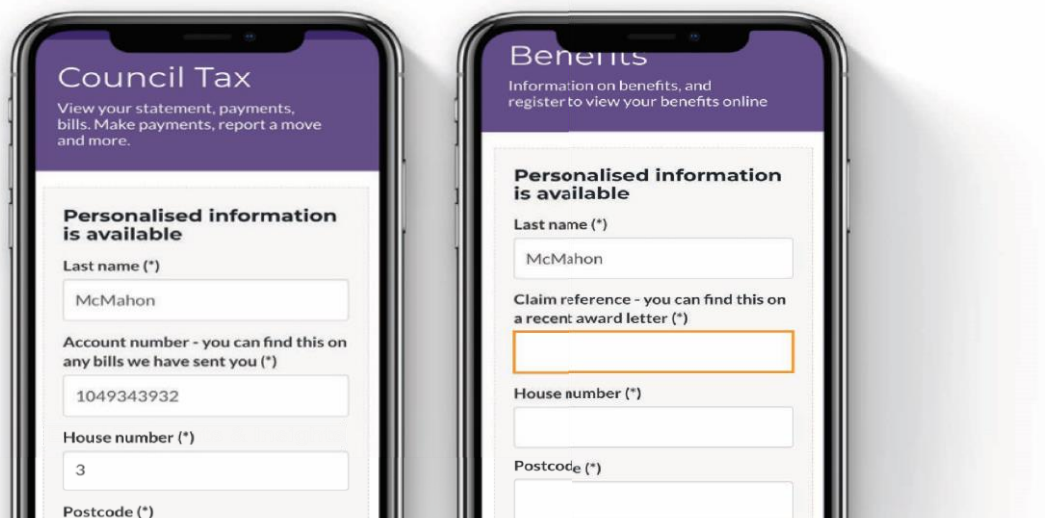 Council Tax
View your statement, payments,
bills. Make payments, report a move
and more.
Personalised information
is available
Last name (*)
McMahon
Account number - you can find this on
any bills we have sent you (*)
1049343932
House number (*)
3
Postcode (*)
Benefits
Information on benefits, and
register to view your benefits online
Personalised information
is available
Last name (*)
McMahon
Claim reference - you can find this on
a recent award letter (*)
House number (*)
Postcode (*)